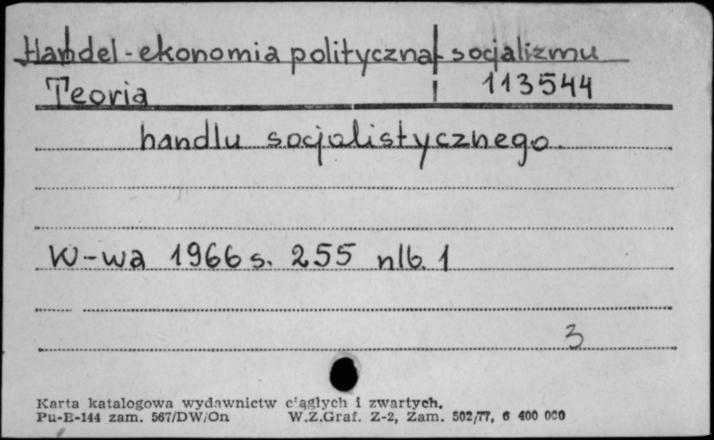 Handel - ekonomia polityczna socjalizmu
Teoria 113544
handlu socjalistycznego.
W-wa 1966 s. 255 nlb. 1
3
Karta katalogowa wydawnictw ciągłych i zwartych.
Pu-B-144 zam. 567/DW/On W.Z.Graf. Z-2, Zam. 502/77, 6 400 000